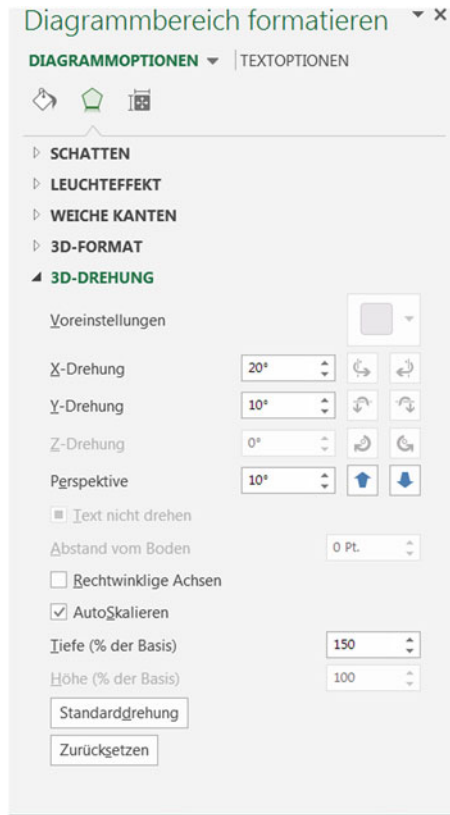 Diagrammbereich formatieren
DIAGRAMMOPTIONEN TEXTOPTIONEN
SCHATTEN
LEUCHTEFFEKT
WEICHE KANTEN
3D-FORMAT
3D-DREHUNG
Voreinstellungen
X-Drehung 20°
Y-Drehung 10°
Z-Drehung 0°
Perspektive 10°
Text nicht drehen
Abstand vom Boden 0 Pt.
Rechtwinklige Achsen
AutoSkalieren
Tiefe (% der Basis) 150
Höhe (% der Basis) 100
Standarddrehung
Zurücksetzen